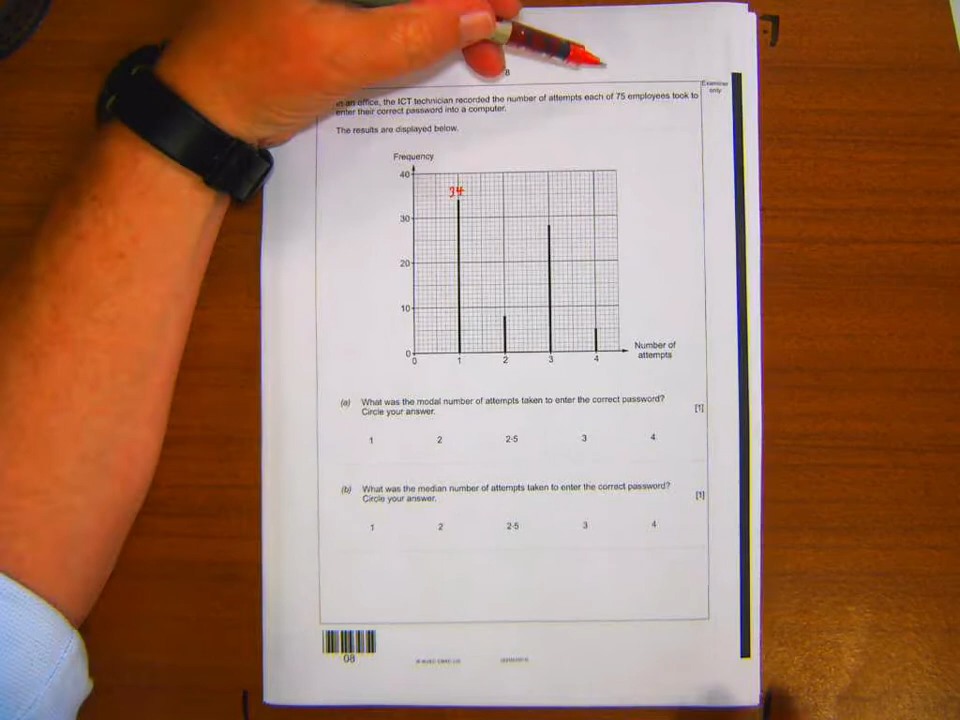 8
Examiner
only
In an office, the ICT technician recorded the number of attempts each of 75 employees took to
enter their correct password into a computer.
The results are displayed below.
Frequency
40
34
30
20
10
0
0 1 2 3 4
Number of
attempts
(a) What was the modal number of attempts taken to enter the correct password?
Circle your answer.
[1]
1 2 2·5 3 4
(b) What was the median number of attempts taken to enter the correct password?
Circle your answer.
[1]
1 2 2·5 3 4
08